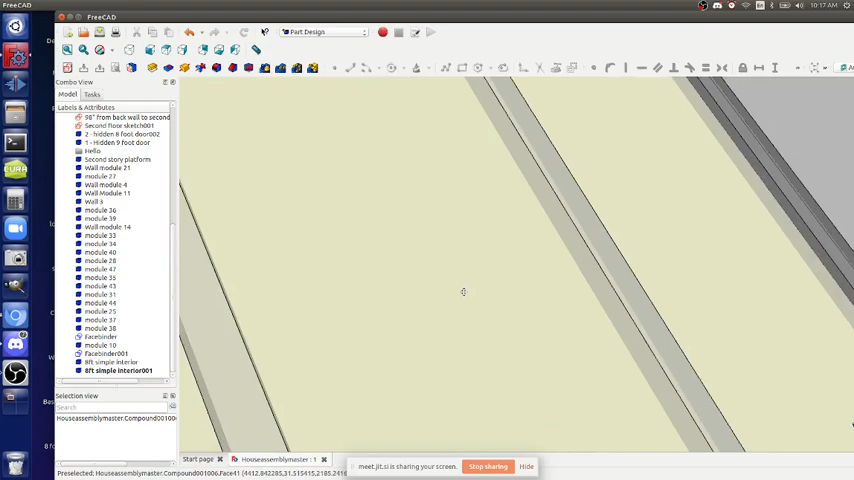 FreeCAD
En
10:17 AM
FreeCAD
Part Design
Combo View
Model
Tasks
Labels & Attributes
98" from back wall to second
Second floor sketch001
2 - hidden 8 foot door002
1 - Hidden 9 foot door
Hello
Second story platform
Wall module 21
module 27
Wall module 4
Wall Module 11
Wall 3
module 36
module 39
Wall module 14
module 33
module 34
module 40
module 28
module 47
module 35
module 43
module 31
module 44
module 25
module 37
module 38
Facebinder
module 10
Facebinder001
8ft simple interior
8ft simple interior001
Selection view
Search
Houseassemblymaster.Compound001006
Start page
Houseassemblymaster : 1
meet.jit.si is sharing your screen.
Stop sharing
Hide
Preselected: Houseassemblymaster.Compound001006.Face41 (4412.842285,31.515415,2185.2416